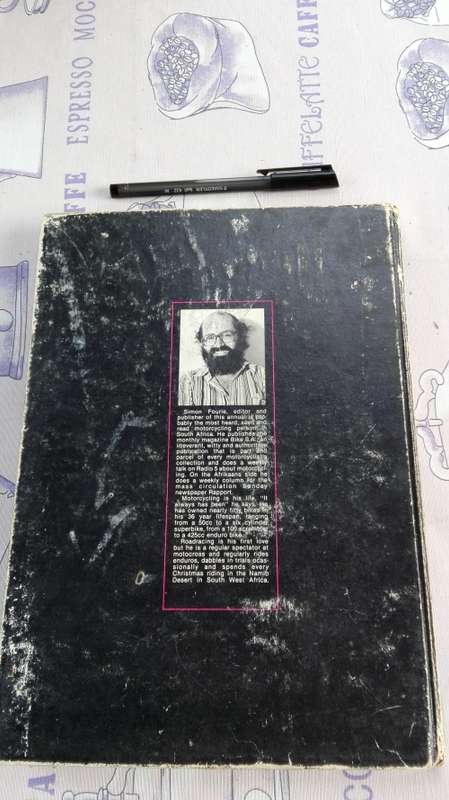 CAFFE ESPRESSO MOC
CAFFELATTE CAFF
STAEDTLER
Simon Fourie, editor and
publisher of this annual is pro-
bably the most heard, seen and
read motorcycling person in
South Africa. He publishes the
monthly magazine Bike S.A., an
irreverent, witty and authoritative
publication that is part and
parcel of every motorcyclist's
collection and does a weekly
talk on Radio 5 about motorcycl-
ing. On the Afrikaans side he
does a weekly column for the
mass circulation Sunday
newspaper Rapport.
Motorcycling is his life. "It
always has been" he says. He
has owned nearly fifty bikes in
his 36 year lifespan, ranging
from a 50cc to a six cylinder
superbike, from a 100 scrambler
to a 425cc enduro bike.
Roadracing is his first love
but he is a regular spectator at
motocross and regularly rides
enduros, dabbles in trials occa-
sionally and spends every
Christmas riding in the Namib
Desert in South West Africa.